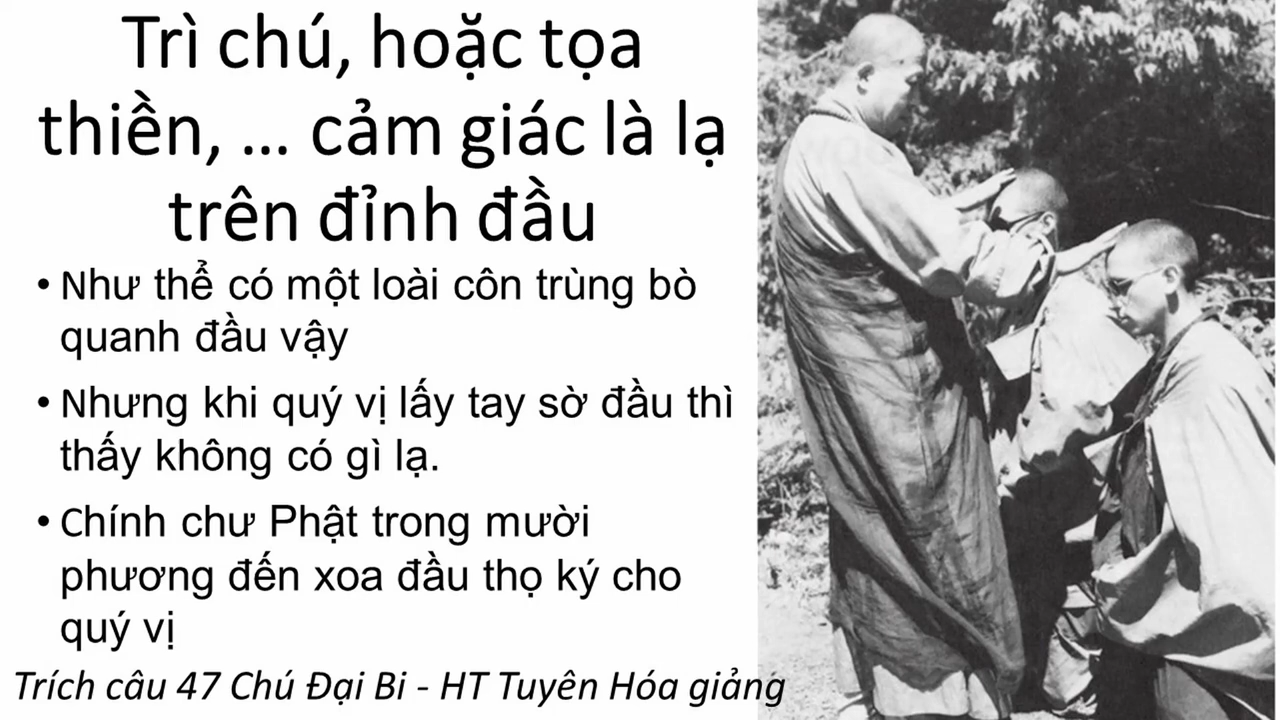 Trì chú, hoặc tọa
thiền, ... cảm giác là lạ
trên đỉnh đầu
• Như thể có một loài côn trùng bò
quanh đầu vậy
• Nhưng khi quý vị lấy tay sờ đầu thì
thấy không có gì lạ.
• Chính chư Phật trong mười
phương đến xoa đầu thọ ký cho
quý vị
Trích câu 47 Chú Đại Bi - HT Tuyên Hóa giảng